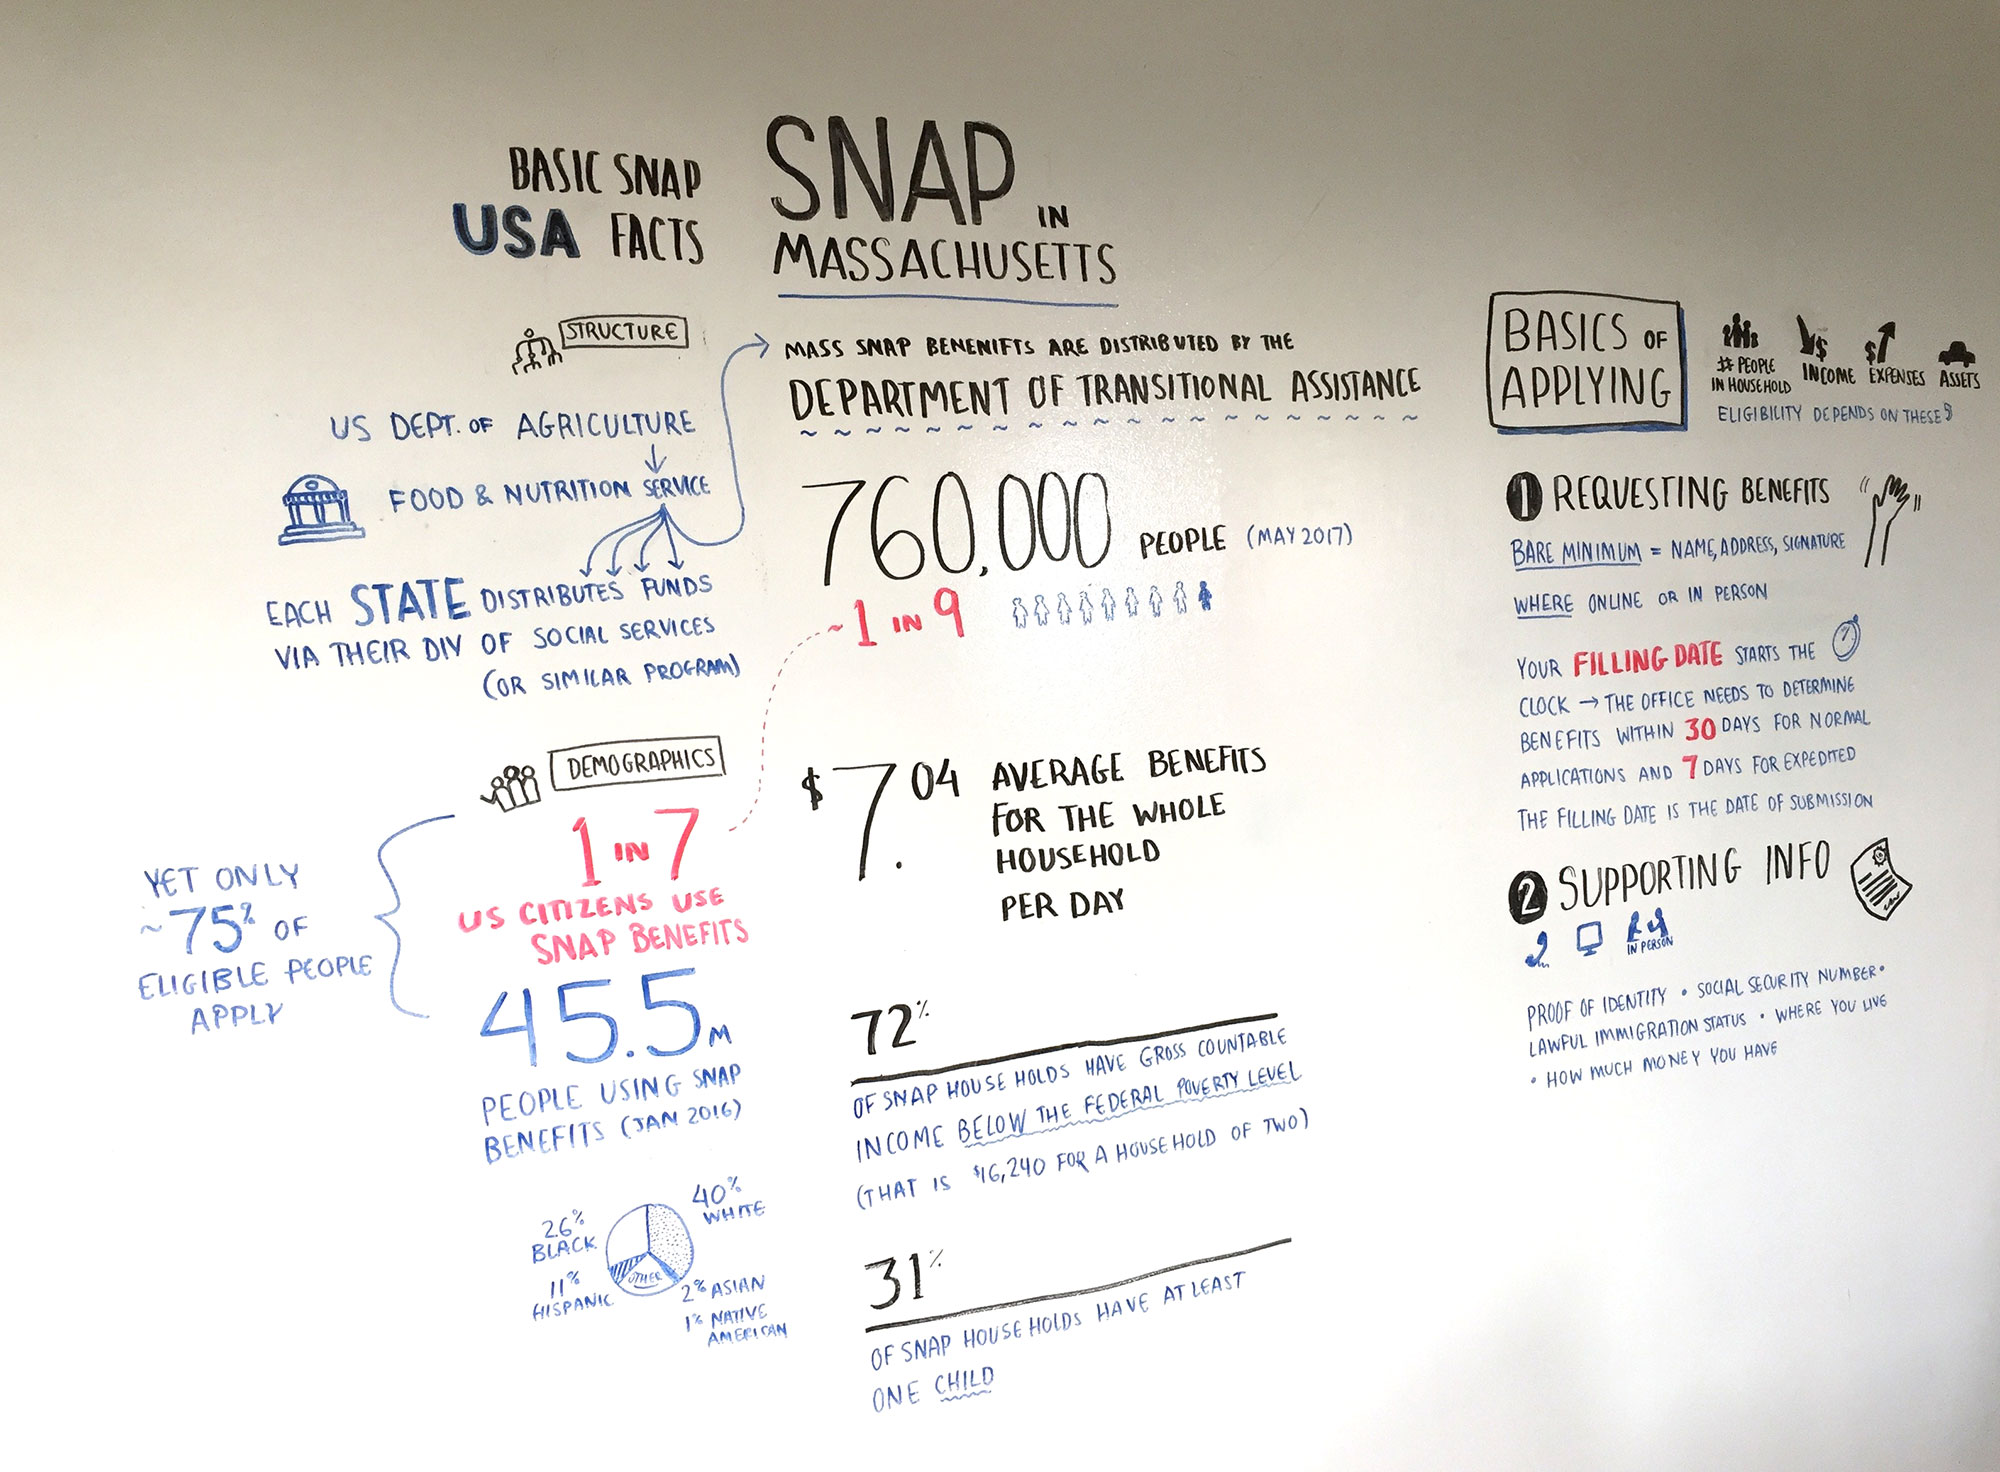 BASIC SNAP
USA FACTS
STRUCTURE
US DEPT. OF AGRICULTURE
FOOD & NUTRITION SERVICE
EACH STATE DISTRIBUTES FUNDS
VIA THEIR DIY OF SOCIAL SERVICES
(OR SIMILAR PROGRAM)
DEMOGRAPHICS
1 IN 7
US CITIZENS USE
SNAP BENEFITS
YET ONLY
~75% OF
ELIGIBLE PEOPLE
APPLY
45.5M
PEOPLE USING SNAP
BENEFITS (JAN 2016)
40%
WHITE
26%
BLACK
11%
HISPANIC
OTHER
2% ASIAN
1% NATIVE
AMERICAN
SNAP IN
MASSACHUSETTS
MASS SNAP BENENIFTS ARE DISTRIBUTED BY THE
DEPARTMENT OF TRANSITIONAL ASSISTANCE
760,000 PEOPLE (MAY 2017)
~1 IN 9
$7.04 AVERAGE BENEFITS
FOR THE WHOLE
HOUSEHOLD
PER DAY
72%
OF SNAP HOUSE HOLDS HAVE GROSS COUNTABLE
INCOME BELOW THE FEDERAL POVERTY LEVEL
(THAT IS $16,240 FOR A HOUSEHOLD OF TWO)
31%
OF SNAP HOUSE HOLDS HAVE AT LEAST
ONE CHILD
BASICS OF
APPLYING
# PEOPLE
IN HOUSEHOLD
$
INCOME
$
EXPENSES
ASSETS
ELIGIBILITY DEPENDS ON THESE
1 REQUESTING BENEFITS
BARE MINIMUM = NAME, ADDRESS, SIGNATURE
WHERE ONLINE OR IN PERSON
YOUR FILLING DATE STARTS THE
CLOCK → THE OFFICE NEEDS TO DETERMINE
BENEFITS WITHIN 30 DAYS FOR NORMAL
APPLICATIONS AND 7 DAYS FOR EXPEDITED
THE FILLING DATE IS THE DATE OF SUBMISSION
2 SUPPORTING INFO
IN PERSON
PROOF OF IDENTITY • SOCIAL SECURITY NUMBER •
LAWFUL IMMIGRATION STATUS • WHERE YOU LIVE
• HOW MUCH MONEY YOU HAVE